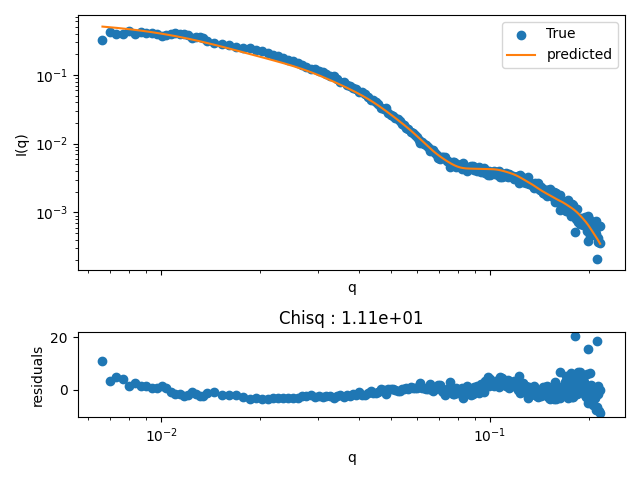 True
predicted
10⁻¹
10⁻²
10⁻³
I(q)
q
Chisq : 1.11e+01
20
0
residuals
10⁻²
10⁻¹
q